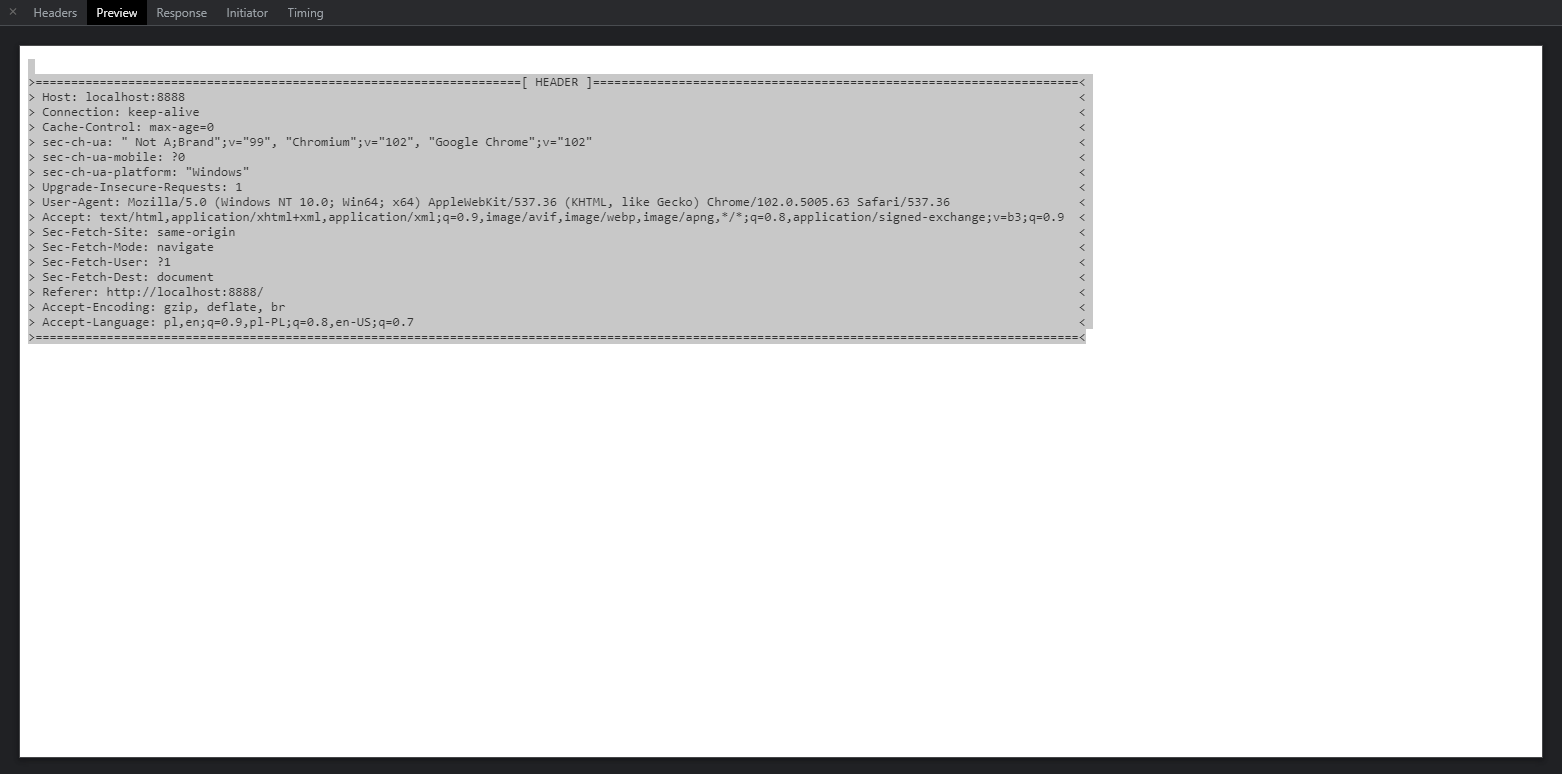 × Headers Preview Response Initiator Timing
>====================================================================[ HEADER ]====================================================================<
> Host: localhost:8888 <
> Connection: keep-alive <
> Cache-Control: max-age=0 <
> sec-ch-ua: " Not A;Brand";v="99", "Chromium";v="102", "Google Chrome";v="102" <
> sec-ch-ua-mobile: ?0 <
> sec-ch-ua-platform: "Windows" <
> Upgrade-Insecure-Requests: 1 <
> User-Agent: Mozilla/5.0 (Windows NT 10.0; Win64; x64) AppleWebKit/537.36 (KHTML, like Gecko) Chrome/102.0.5005.63 Safari/537.36 <
> Accept: text/html,application/xhtml+xml,application/xml;q=0.9,image/avif,image/webp,image/apng,*/*;q=0.8,application/signed-exchange;v=b3;q=0.9 <
> Sec-Fetch-Site: same-origin <
> Sec-Fetch-Mode: navigate <
> Sec-Fetch-User: ?1 <
> Sec-Fetch-Dest: document <
> Referer: http://localhost:8888/ <
> Accept-Encoding: gzip, deflate, br <
> Accept-Language: pl,en;q=0.9,pl-PL;q=0.8,en-US;q=0.7 <
>==================================================================================================================================================<